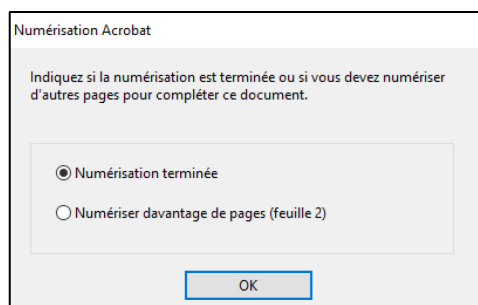 Numérisation Acrobat
Indiquez si la numérisation est terminée ou si vous devez numériser
d'autres pages pour compléter ce document.
Numérisation terminée
Numériser davantage de pages (feuille 2)
OK